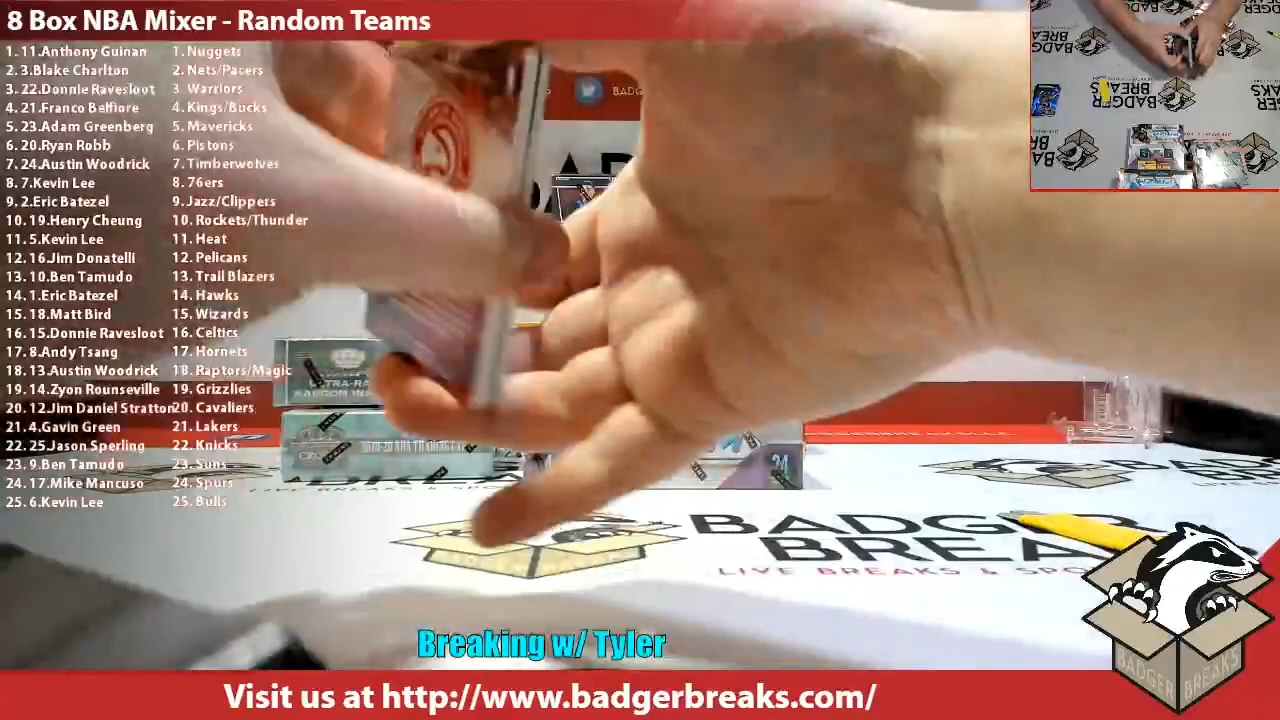 8 Box NBA Mixer - Random Teams
1. 11.Anthony Guinan 1. Nuggets
2. 3.Blake Charlton 2. Nets/Pacers
3. 22.Donnie Ravesloot 3. Warriors
4. 21.Franco Belfiore 4. Kings/Bucks
5. 23.Adam Greenberg 5. Mavericks
6. 20.Ryan Robb 6. Pistons
7. 24.Austin Woodrick 7. Timberwolves
8. 7.Kevin Lee 8. 76ers
9. 2.Eric Batezel 9. Jazz/Clippers
10. 19.Henry Cheung 10. Rockets/Thunder
11. 5.Kevin Lee 11. Heat
12. 16.Jim Donatelli 12. Pelicans
13. 10.Ben Tamudo 13. Trail Blazers
14. 1.Eric Batezel 14. Hawks
15. 18.Matt Bird 15. Wizards
16. 15.Donnie Ravesloot 16. Celtics
17. 8.Andy Tsang 17. Hornets
18. 13.Austin Woodrick 18. Raptors/Magic
19. 14.Zyon Rounseville 19. Grizzlies
20. 12.Jim Daniel Stratton 20. Cavaliers
21. 4.Gavin Green 21. Lakers
22. 25.Jason Sperling 22. Knicks
23. 9.Ben Tamudo 23. Suns
24. 17.Mike Mancuso 24. Spurs
25. 6.Kevin Lee 25. Bulls
BADGER
BREAKS
24
BADG
BREA
LIVE BREAKS & SPO
Breaking w/ Tyler
BADGER BREAKS
Visit us at http://www.badgerbreaks.com/